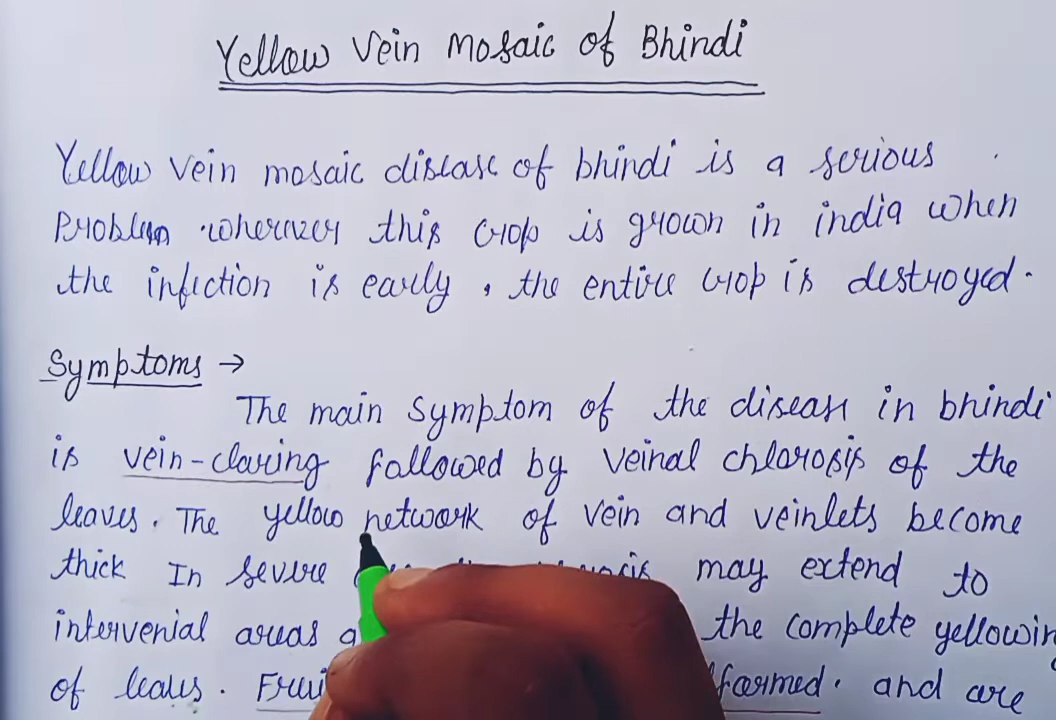 Yellow Vein Mosaic of Bhindi
Yellow Vein mosaic disease of bhindi is a serious
Problem wherever this crop is grown in india when
the infection is early, the entire crop is destroyed.
Symptoms →
The main symptom of the disease in bhindi
is vein-clearing followed by veinal chlorosis of the
leaves. The yellow network of vein and veinlets become
thick In severe may extend to
intervenial areas the complete yellowin
of leaves. and are